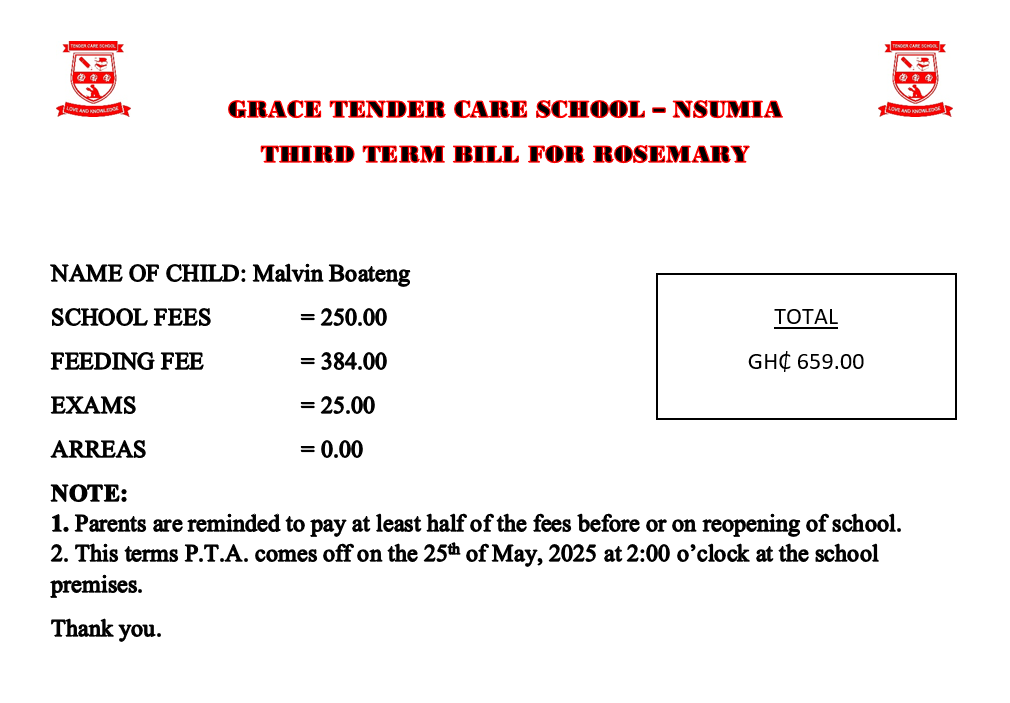 TENDER CARE SCHOOL
LOVE AND KNOWLEDGE
TENDER CARE SCHOOL
LOVE AND KNOWLEDGE
GRACE TENDER CARE SCHOOL – NSUMIA
THIRD TERM BILL FOR ROSEMARY
NAME OF CHILD: Malvin Boateng
SCHOOL FEES = 250.00
FEEDING FEE = 384.00
EXAMS = 25.00
ARREAS = 0.00
TOTAL
GH₵ 659.00
NOTE:
1. Parents are reminded to pay at least half of the fees before or on reopening of school.
2. This terms P.T.A. comes off on the 25th of May, 2025 at 2:00 o’clock at the school
premises.
Thank you.